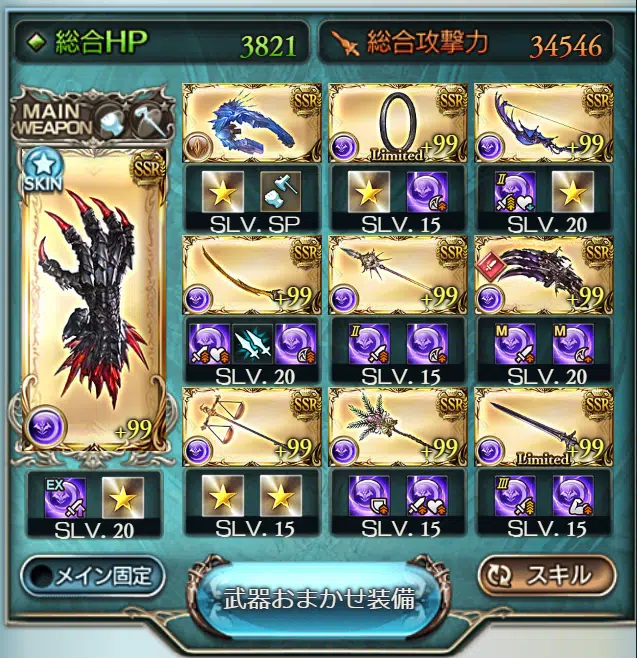 総合HP 3821
総合攻撃力 34546
MAIN
WEAPON
SKIN
SSR
+99
EX
SLV. 20
SSR
SLV. SP
SSR
Limited +99
SLV. 15
SSR
+99
II
SLV. 20
SSR
+99
SLV. 20
SSR
+99
II
SLV. 15
SSR
+99
M M
SLV. 20
SSR
+99
SLV. 15
SSR
+99
SLV. 15
SSR
Limited +99
III
SLV. 15
メイン固定
武器おまかせ装備
スキル